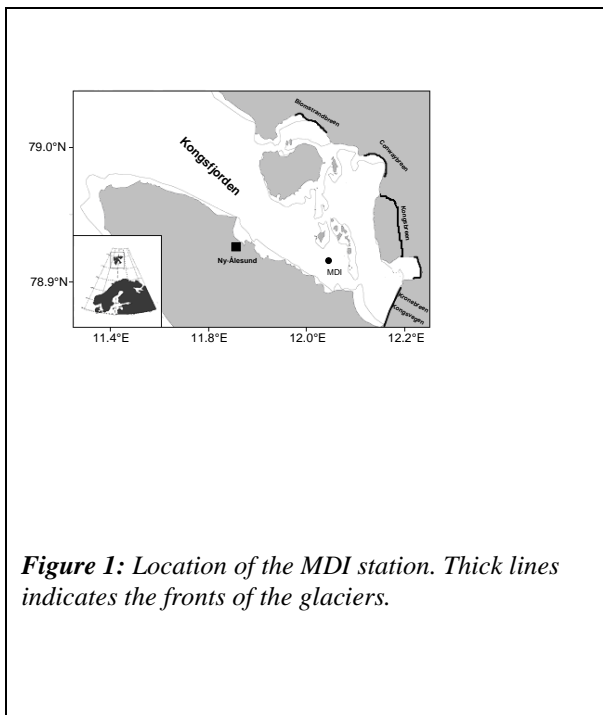 Blomstrandbreen
79.0°N
Conwaybreen
Kongsfjorden
Kongsbreen
Ny-Ålesund
MDI
78.9°N
Kronebreen
Kongsvegen
11.4°E 11.8°E 12.0°E 12.2°E
Figure 1: Location of the MDI station. Thick lines
indicates the fronts of the glaciers.